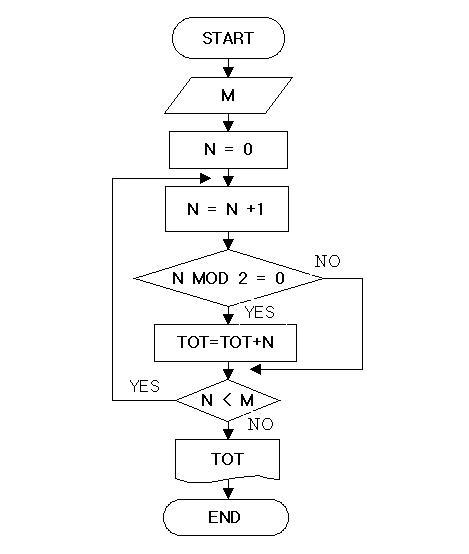 START
M
N = 0
N = N +1
NO
N MOD 2 = 0
YES
TOT=TOT+N
YES
N < M
NO
TOT
END